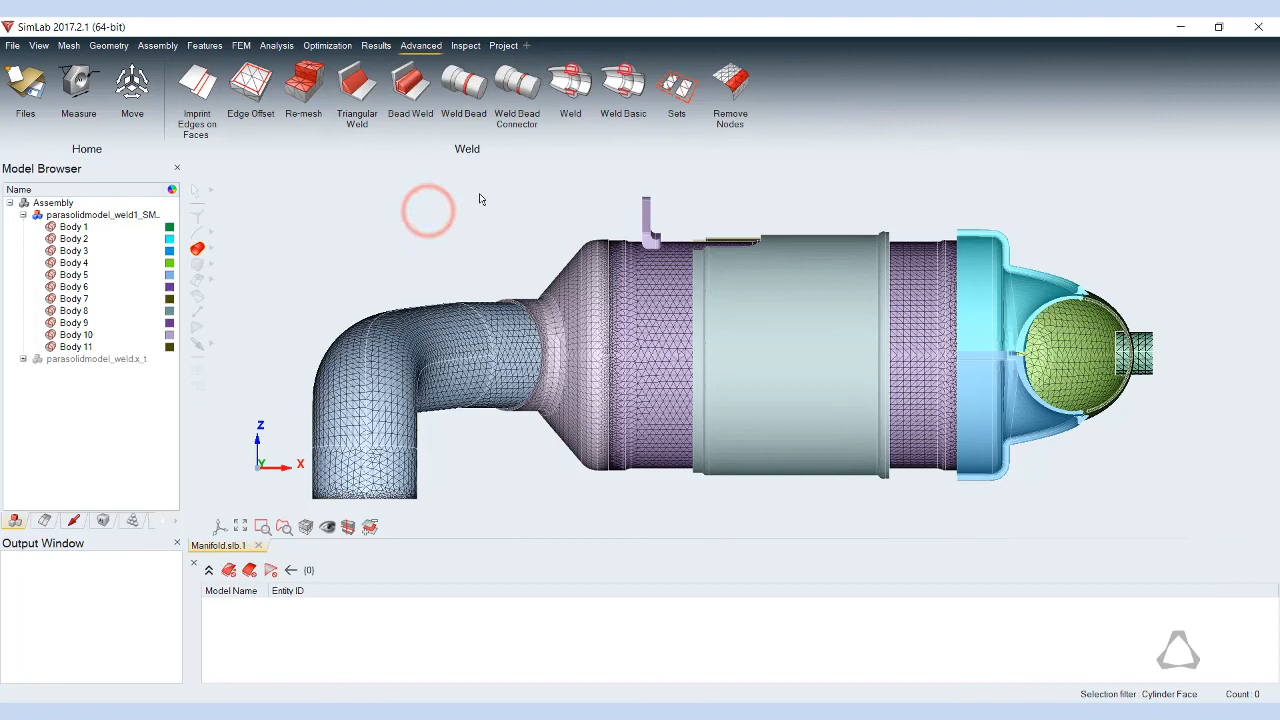 SimLab 2017.2.1 (64-bit)
File View Mesh Geometry Assembly Features FEM Analysis Optimization Results Advanced Inspect Project +
Files Measure Move Imprint Edges on Faces Edge Offset Re-mesh Triangular Weld Bead Weld Weld Bead Weld Bead Connector Weld Weld Basic Sets Remove Nodes
Home Weld
Model Browser
Name
Assembly
parasolidmodel_weld1_SM...
Body 1
Body 2
Body 3
Body 4
Body 5
Body 6
Body 7
Body 8
Body 9
Body 10
Body 11
parasolidmodel_weld.x_t
Z
Y
X
Output Window
Manifold.slb.1
{0}
Model Name Entity ID
Selection filter: Cylinder Face Count: 0